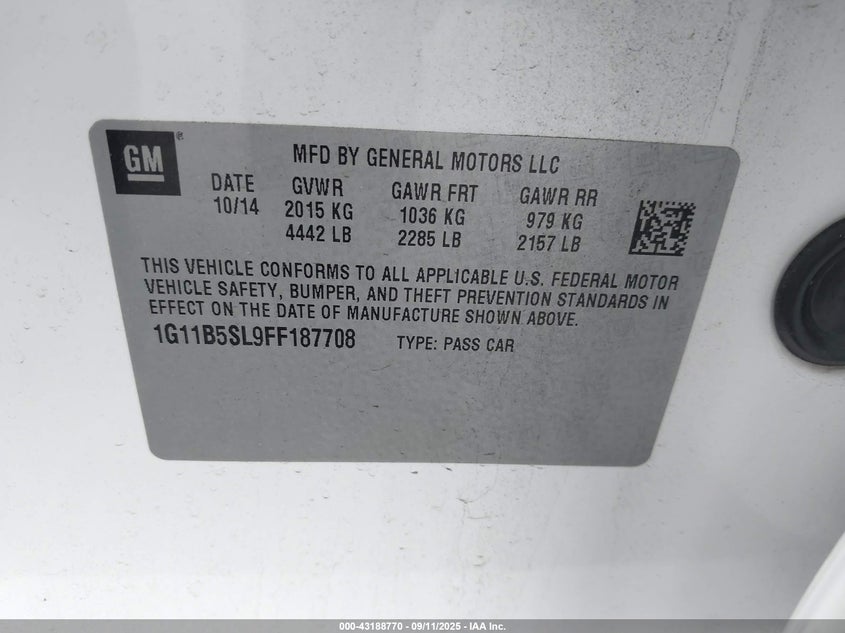 GM®
MFD BY GENERAL MOTORS LLC
DATE GVWR GAWR FRT GAWR RR
10/14 2015 KG 1036 KG 979 KG
4442 LB 2285 LB 2157 LB
THIS VEHICLE CONFORMS TO ALL APPLICABLE U.S. FEDERAL MOTOR
VEHICLE SAFETY, BUMPER, AND THEFT PREVENTION STANDARDS IN
EFFECT ON THE DATE OF MANUFACTURE SHOWN ABOVE.
1G11B5SL9FF187708 TYPE: PASS CAR
000-43188770 - 09/11/2025 - IAA Inc.